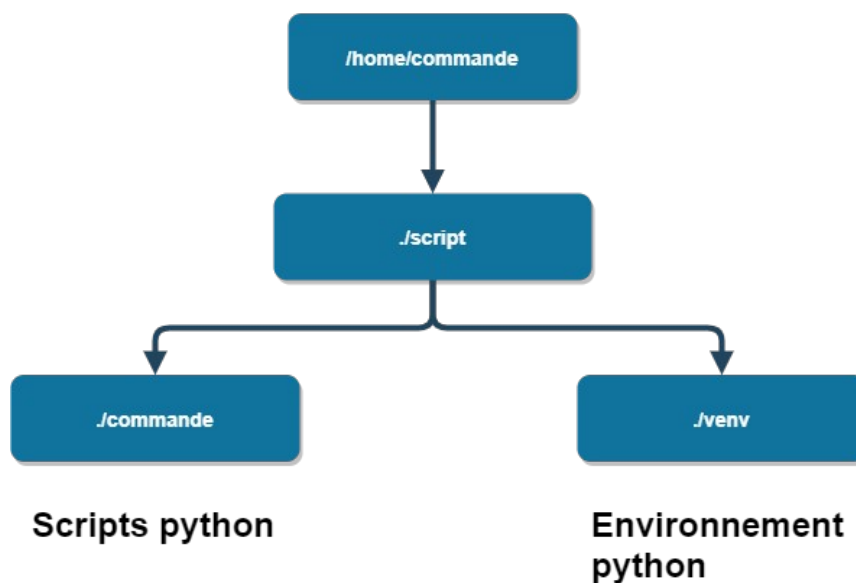 /home/commande
./script
./commande
./venv
Scripts python
Environnement
python